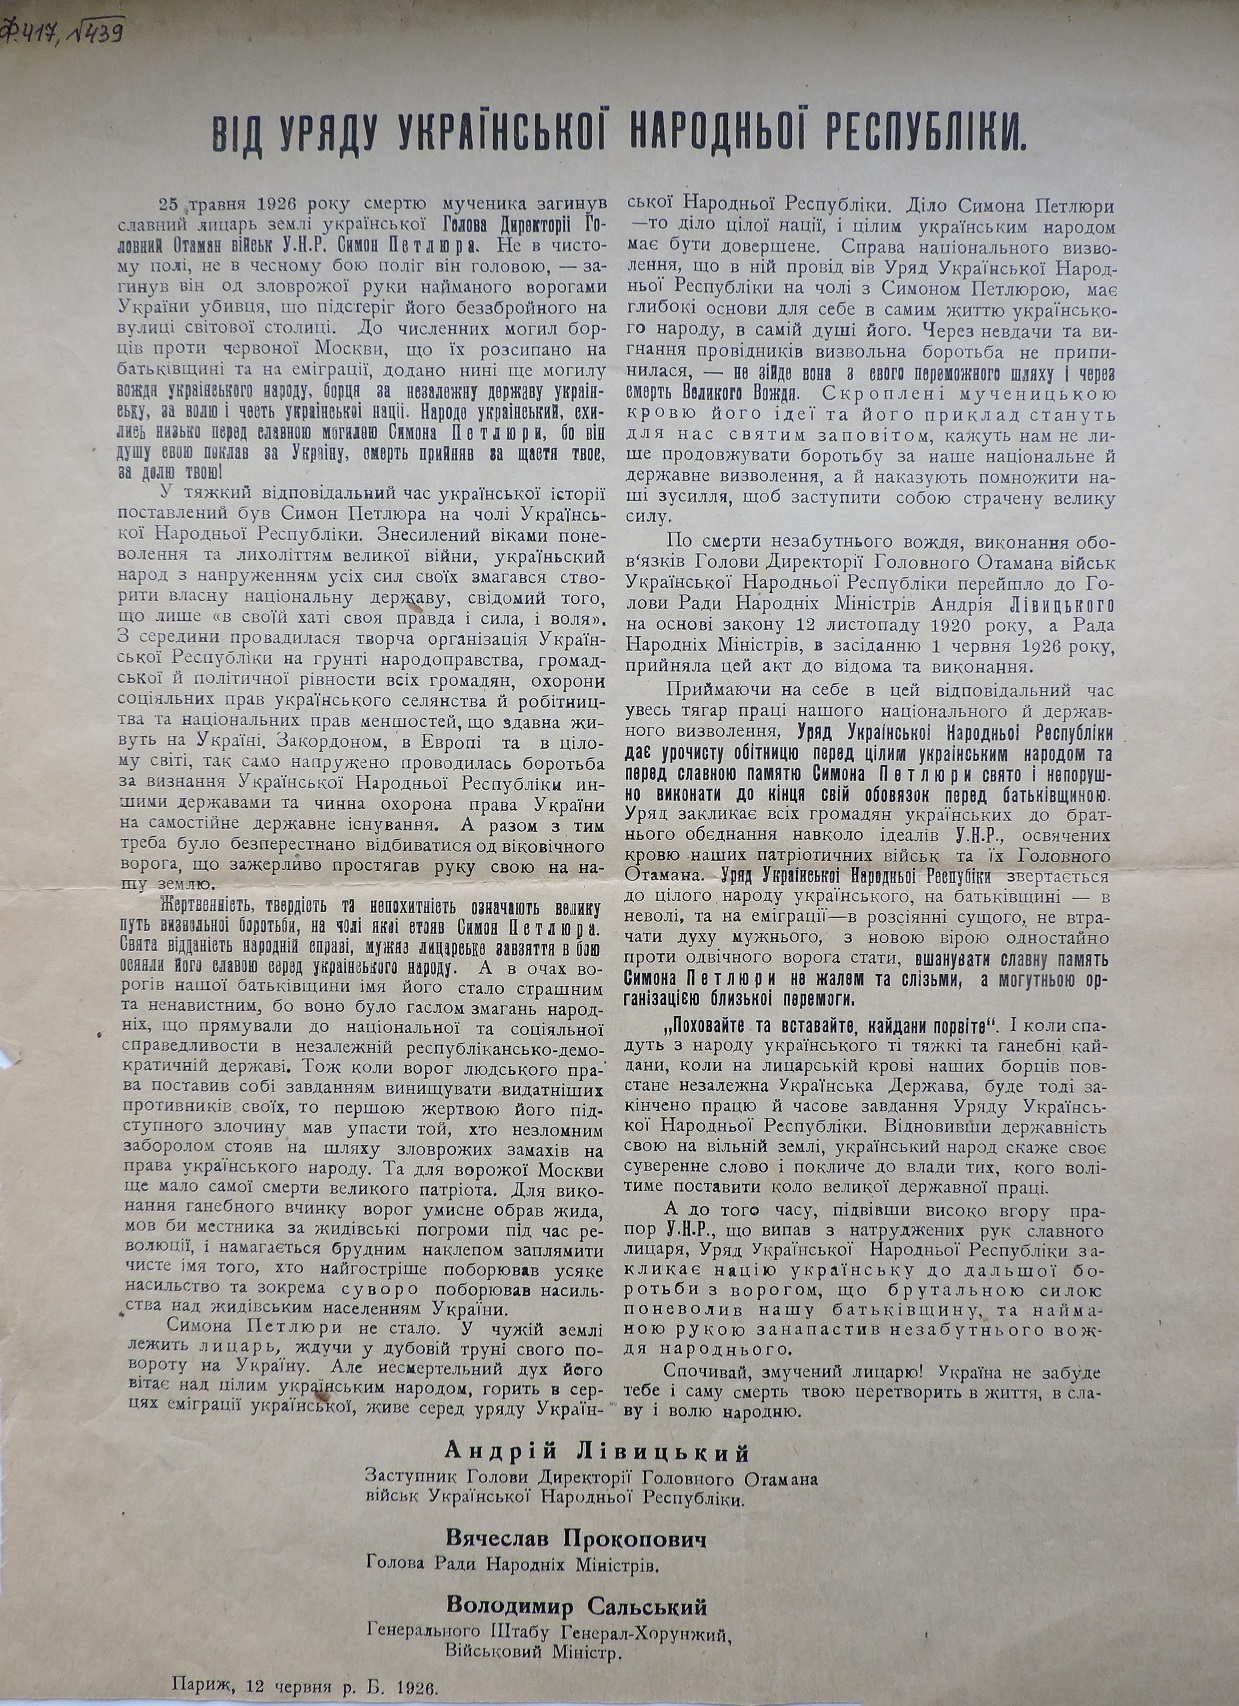 Ф.417, №439
ВІД УРЯДУ УКРАЇНСЬКОЇ НАРОДНЬОЇ РЕСПУБЛІКИ.
25 травня 1926 року смертю мученика загинув
славний лицарь землі української Голова Директорії Го-
ловний Отаман військ У.Н.Р. Симон Петлюра. Не в чисто-
му полі, не в чесному бою поліг він головою, — за-
гинув він од зловрожої руки найманого ворогами
України убивця, що підстеріг його беззбройного на
вулиці світової столиці. До численних могил бор-
ців проти червоної Москви, що їх розсипано на
батьківщині та на еміграції, додано нині ще могилу
вождя українського народу, борця за незалежну державу україн-
ську, за волю і честь української нації. Народе український, схи-
лись низько перед славною могилою Симона Петлюри, бо він
душу свою поклав за Україну, смерть прийняв за щастя твоє,
за долю твою!
У тяжкий відповідальний час української історії
поставлений був Симон Петлюра на чолі Українсь-
кої Народньої Республіки. Знесилений віками поне-
волення та лихоліттям великої війни, український
народ з напруженням усіх сил своїх змагався ство-
рити власну національну державу, свідомий того,
що лише «в своїй хаті своя правда і сила, і воля».
З середини провадилася творча організація Україн-
ської Республіки на грунті народоправства, громад-
ської й політичної рівности всіх громадян, охорони
соціяльних прав українського селянства й робітниц-
тва та національних прав меншостей, що здавна жи-
вуть на Україні. Закордоном, в Европі та в ціло-
му світі, так само напружено проводилась боротьба
за визнання Української Народньої Республіки ин-
шими державами та чинна охорона права України
на самостійне державне існування. А разом з тим
треба було безперестанно відбиватися од віковічного
ворога, що зажерливо простягав руку свою на на-
шу землю.
Жертвенність, твердість та непохитність означають велику
путь визвольної боротьби, на чолі якої стояв Симон Петлюра.
Свята відданість народній справі, мужнє лицарське завзяття в бою
осяяли його славою серед українського народу. А в очах во-
рогів нашої батьківщини імя його стало страшним
та ненавистним, бо воно було гаслом змагань народ-
ніх, що прямували до національної та соціяльної
справедливости в незалежній республікансько-демо-
кратичній державі. Тож коли ворог людського пра-
ва поставив собі завданням винищувати видатніших
противників своїх, то першою жертвою його під-
ступного злочину мав упасти той, хто незломним
заборолом стояв на шляху зловрожих замахів на
права українського народу. Та для ворожої Москви
ще мало самої смерти великого патріота. Для вико-
нання ганебного вчинку ворог умисне обрав жида,
мов би местника за жидівські погроми під час ре-
волюції, і намагається брудним наклепом заплямити
чисте імя того, хто найгостріше поборював усяке
насильство та зокрема суворо поборював насиль-
ства над жидівським населенням України.
Симона Петлюри не стало. У чужій землі
лежить лицарь, ждучи у дубовій труні свого по-
вороту на Україну. Але несмертельний дух його
вітає над цілим українським народом, горить в сер-
цях еміграції української, живе серед уряду Україн-
ської Народньої Республіки. Діло Симона Петлюри
—то діло цілої нації, і цілим українським народом
має бути довершене. Справа національного визво-
лення, що в ній провід вів Уряд Української Народ-
ньої Республіки на чолі з Симоном Петлюрою, має
глибокі основи для себе в самим життю українсько-
го народу, в самій душі його. Через невдачи та ви-
гнання провідників визвольна боротьба не припи-
нилася, — не зійде вона з свого переможного шляху і через
смерть Великого Вождя. Скроплені мученицькою
кровю його ідеї та його приклад стануть
для нас святим заповітом, кажуть нам не ли-
ше продовжувати боротьбу за наше національне й
державне визволення, а й наказують помножити на-
ші зусилля, щоб заступити собою страчену велику
силу.
По смерти незабутнього вождя, виконання обо-
в'язків Голови Директорії Головного Отамана військ
Української Народньої Республіки перейшло до Го-
лови Ради Народніх Міністрів Андрія Лівицького
на основі закону 12 листопаду 1920 року, а Рада
Народніх Міністрів, в засіданню 1 червня 1926 року,
прийняла цей акт до відома та виконання.
Приймаючи на себе в цей відповідальний час
увесь тягар праці нашого національного й держав-
ного визволення, Уряд Української Народньої Республіки
дає урочисту обітницю перед цілим українським народом та
перед славною памятю Симона Петлюри свято і непоруш-
но виконати до кінця свій обовязок перед батьківщиною.
Уряд закликає всіх громадян українських до брат-
нього обєднання навколо ідеалів У.Н.Р., освячених
кровю наших патріотичних військ та їх Головного
Отамана. Уряд Української Народньої Респубіки звертається
до цілого народу українського, на батьківщині — в
неволі, та на еміграції—в розсіянні сущого, не втра-
чати духу мужнього, з новою вірою одностайно
проти одвічного ворога стати, вшанувати славну память
Симона Петлюри не жалем та слізьми, а могутньою ор-
ганізацією близької перемоги.
„Поховайте та вставайте, кайдани порвіте“. І коли спа-
дуть з народу українського ті тяжкі та ганебні кай-
дани, коли на лицарській крові наших борців пов-
стане незалежна Українська Держава, буде тоді за-
кінчено працю й часове завдання Уряду Українсь-
кої Народньої Республіки. Відновивши державність
свою на вільній землі, український народ скаже своє
суверенне слово і покличе до влади тих, кого волі-
тиме поставити коло великої державної праці.
А до того часу, підвівши високо вгору пра-
пор У.Н.Р., що випав з натруджених рук славного
лицаря, Уряд Української Народньої Республіки за-
кликає націю українську до дальшої бо-
ротьби з ворогом, що брутальною силою
поневолив нашу батьківщину, та найма-
ною рукою занапастив незабутнього вож-
дя народнього.
Спочивай, змучений лицарю! Україна не забуде
тебе і саму смерть твою перетворить в життя, в сла-
ву і волю народню.
Андрій Лівицький
Заступник Голови Директорії Головного Отамана
військ Української Народньої Республіки.
Вячеслав Прокопович
Голова Ради Народніх Міністрів.
Володимир Сальський
Генерального Штабу Генерал-Хорунжий,
Військовий Міністр.
Париж, 12 червня р. Б. 1926.